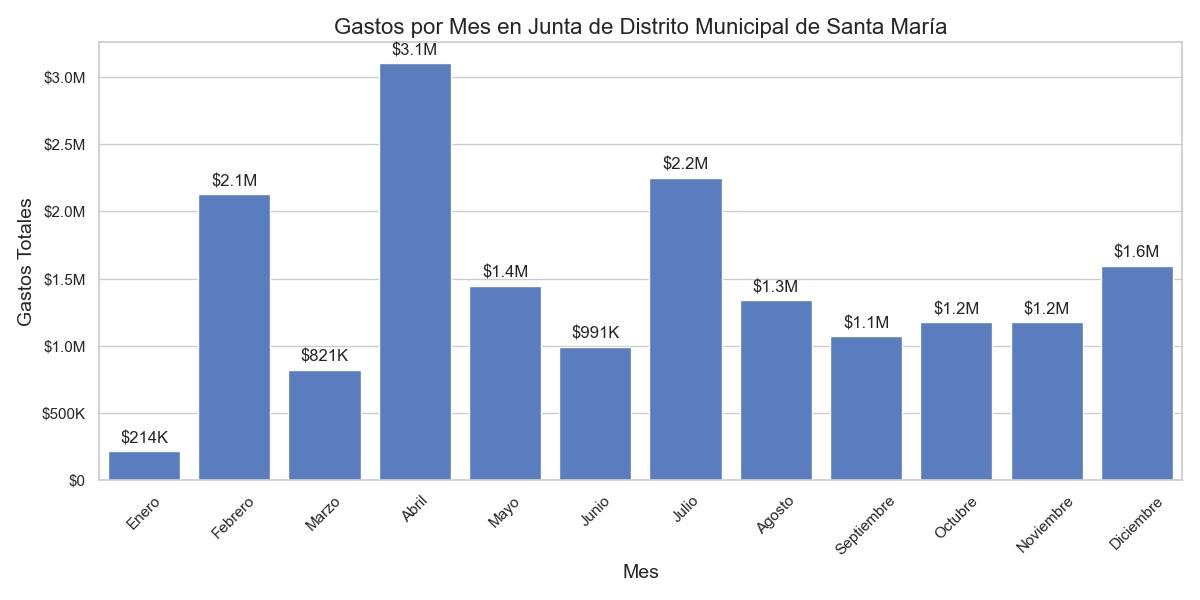 Gastos por Mes en Junta de Distrito Municipal de Santa María
Gastos Totales
$3.0M
$2.5M
$2.0M
$1.5M
$1.0M
$500K
$0
$214K
$2.1M
$821K
$3.1M
$1.4M
$991K
$2.2M
$1.3M
$1.1M
$1.2M
$1.2M
$1.6M
Enero
Febrero
Marzo
Abril
Mayo
Junio
Julio
Agosto
Septiembre
Octubre
Noviembre
Diciembre
Mes